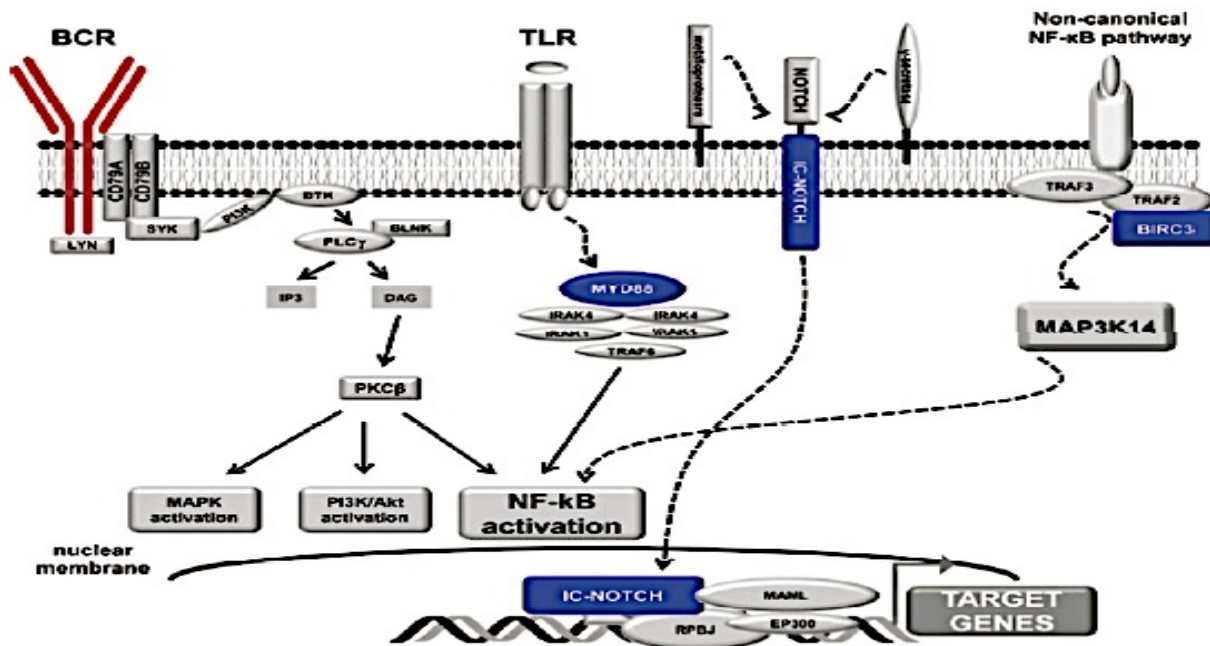 BCR
TLR
Non-canonical
NF-κB pathway
NOTCH
CD79A
CD79B
IC-NOTCH
LYN
SYK
PI3K
BTK
BLNK
PLCγ
TRAF3
TRAF2
BIRC3
IP3
DAG
MYD88
IRAK4
IRAK4
IRAK1
IRAK1
TRAF6
MAP3K14
PKCβ
MAPK
activation
PI3K/Akt
activation
NF-kB
activation
nuclear
membrane
IC-NOTCH
MAML
RPBJ
EP300
TARGET
GENES